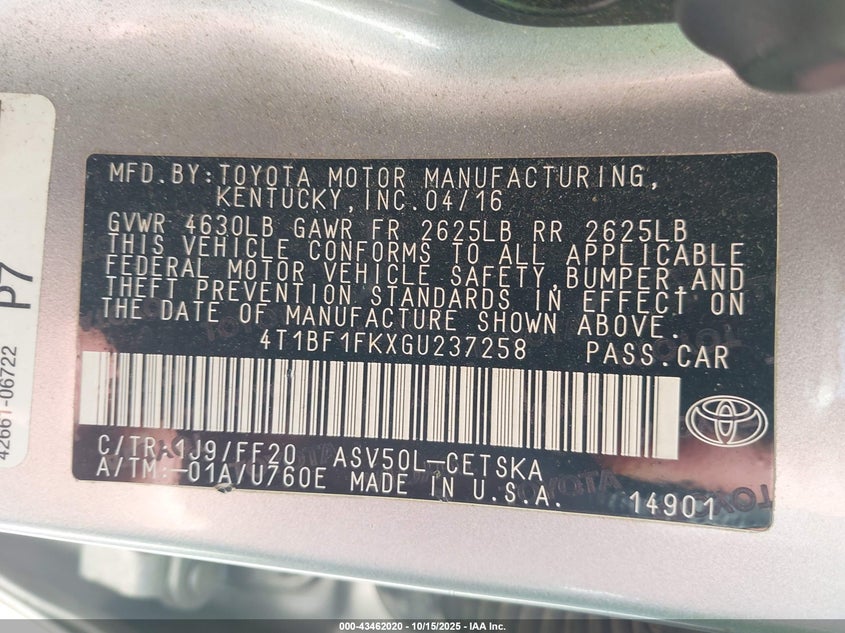 MFD.BY:TOYOTA MOTOR MANUFACTURING,
KENTUCKY,INC.04/16
GVWR 4630LB GAWR FR 2625LB RR 2625LB
THIS VEHICLE CONFORMS TO ALL APPLICABLE
FEDERAL MOTOR VEHICLE SAFETY,BUMPER,AND
THEFT PREVENTION STANDARDS IN EFFECT ON
THE DATE OF MANUFACTURE SHOWN ABOVE.
4T1BF1FKXGU237258 PASS.CAR
C/TR:1J9/FF20 ASV50L-CETSKA
A/TM:-01A/U760E MADE IN U.S.A. 14901
TOYOTA
42661-06722 P7
000-43462020 - 10/15/2025 - IAA Inc.